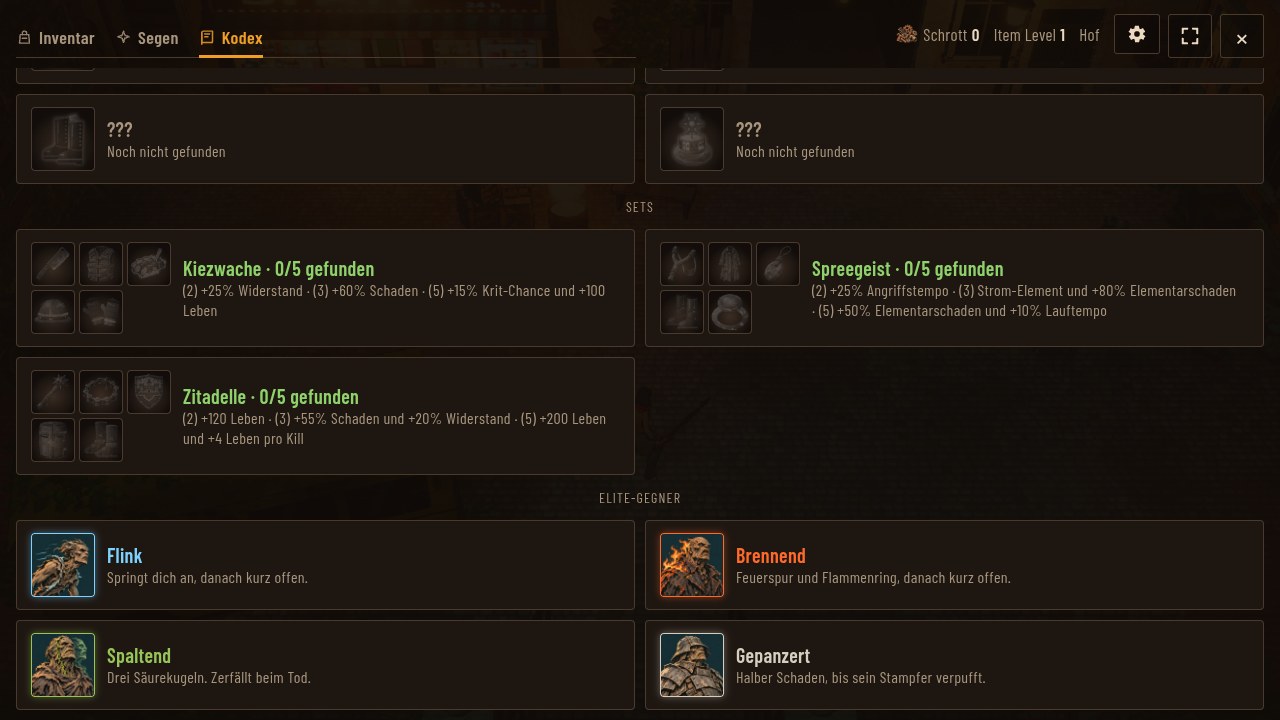 Inventar
Segen
Kodex
Schrott 0
Item Level 1
Hof
???
Noch nicht gefunden
???
Noch nicht gefunden
SETS
Kiezwache · 0/5 gefunden
(2) +25% Widerstand · (3) +60% Schaden · (5) +15% Krit-Chance und +100
Leben
Spreegeist · 0/5 gefunden
(2) +25% Angriffstempo · (3) Strom-Element und +80% Elementarschaden
· (5) +50% Elementarschaden und +10% Lauftempo
Zitadelle · 0/5 gefunden
(2) +120 Leben · (3) +55% Schaden und +20% Widerstand · (5) +200 Leben
und +4 Leben pro Kill
ELITE-GEGNER
Flink
Springt dich an, danach kurz offen.
Brennend
Feuerspur und Flammenring, danach kurz offen.
Spaltend
Drei Säurekugeln. Zerfällt beim Tod.
Gepanzert
Halber Schaden, bis sein Stampfer verpufft.